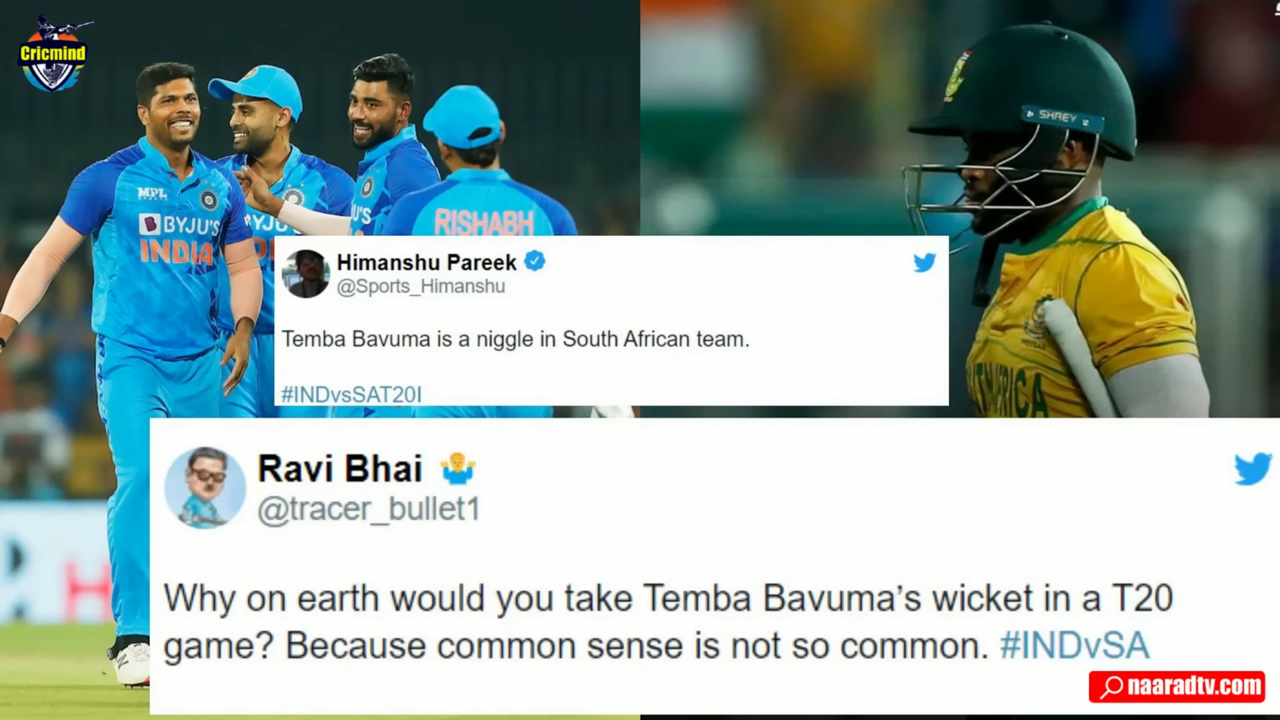 Cricmind
SHREY
MPL
BYJU'S
INDIA
RISHABH
Himanshu Pareek
@Sports_Himanshu
Temba Bavuma is a niggle in South African team.
#INDvsSAT20I
Ravi Bhai 🤷‍♂️
@tracer_bullet1
Why on earth would you take Temba Bavuma’s wicket in a T20
game? Because common sense is not so common. #INDvSA
naaradtv.com